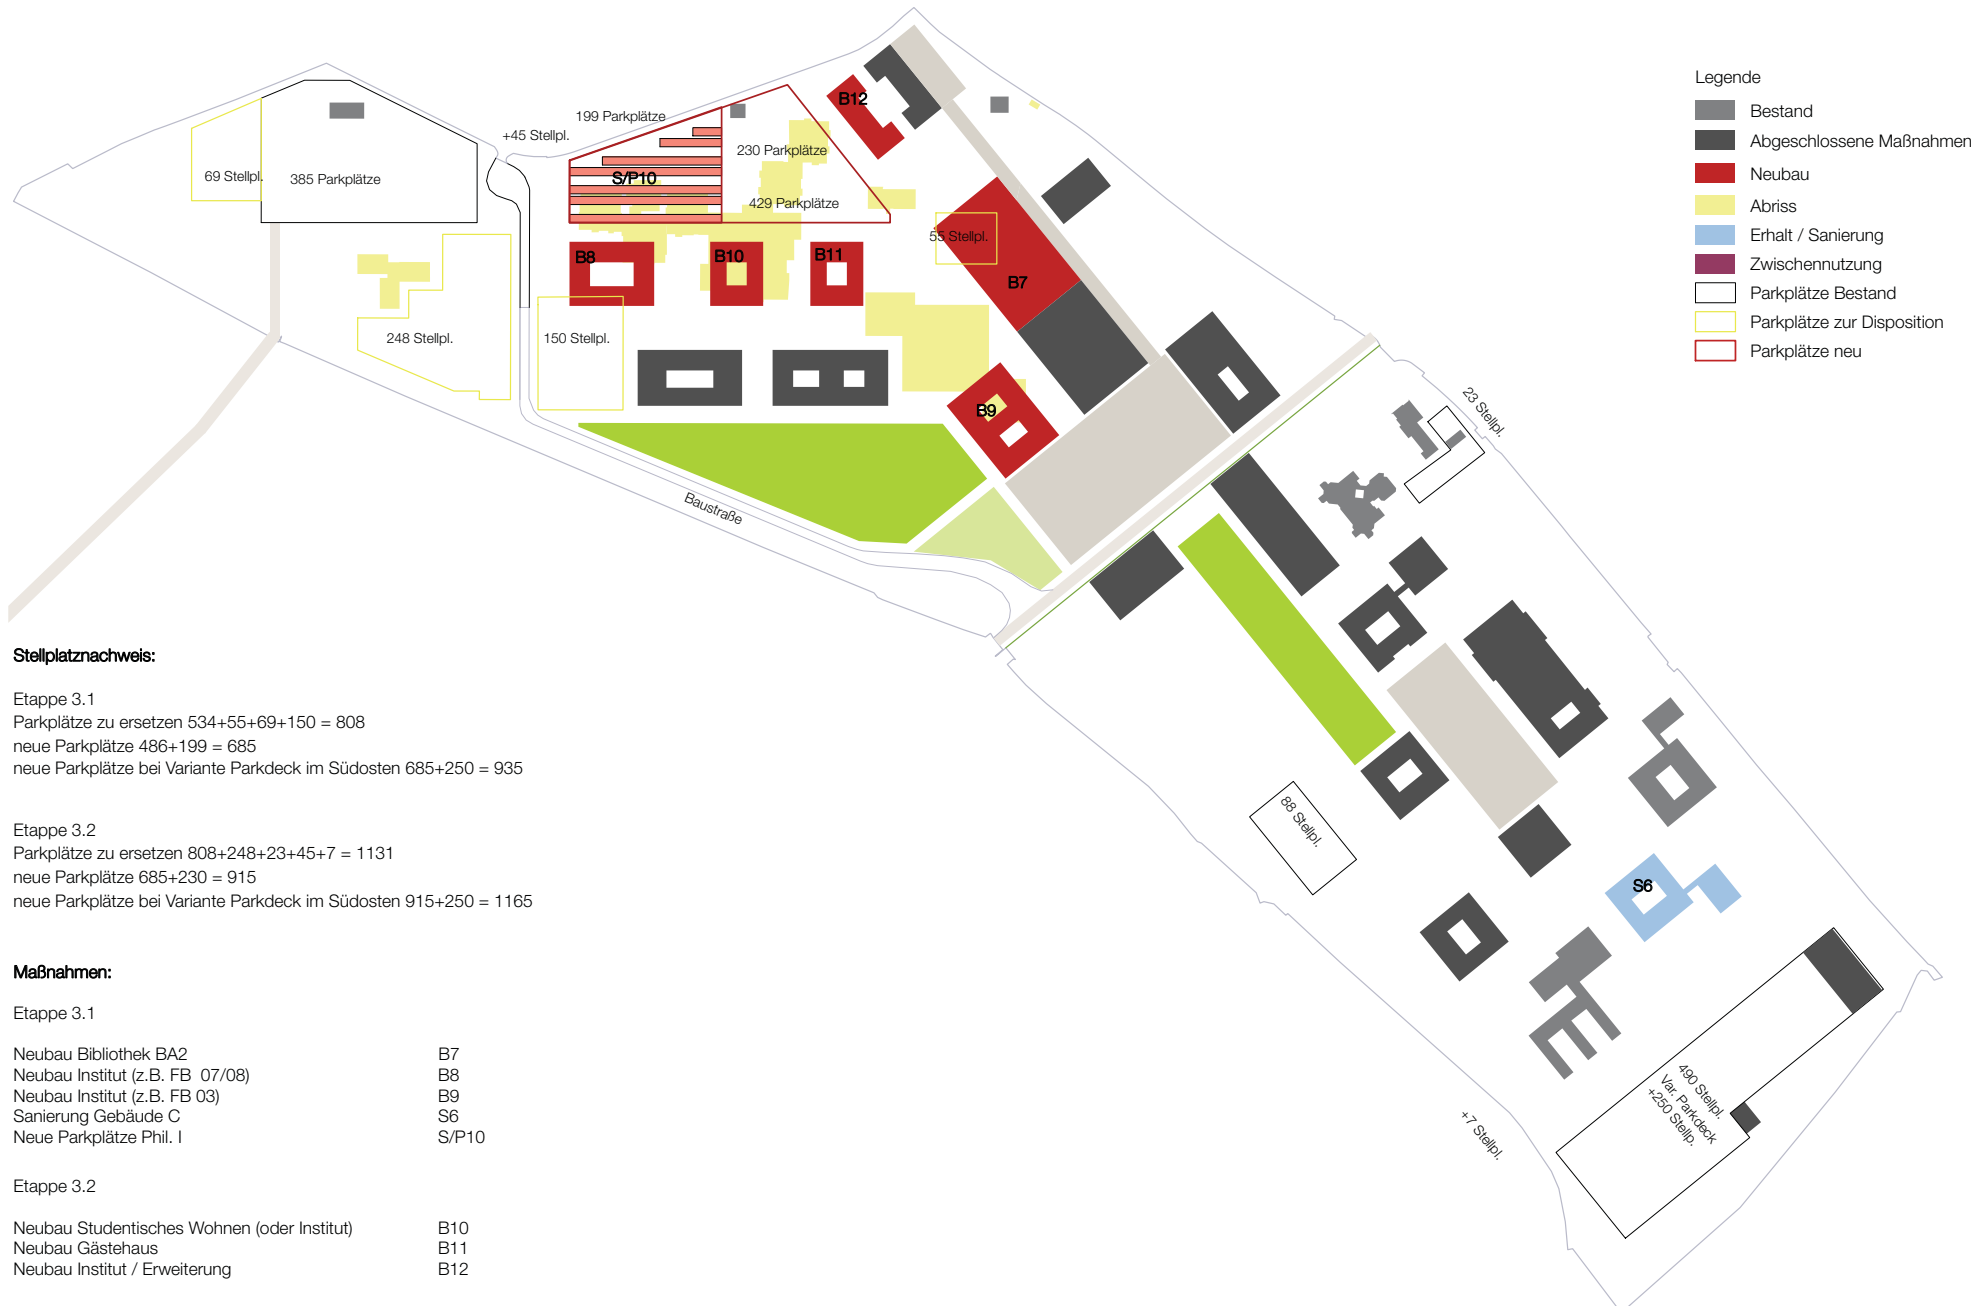 Legende
Bestand
Abgeschlossene Maßnahmen
Neubau
Abriss
Erhalt / Sanierung
Zwischennutzung
Parkplätze Bestand
Parkplätze zur Disposition
Parkplätze neu
B12
199 Parkplätze
+45 Stellpl.
230 Parkplätze
69 Stellpl.
385 Parkplätze
S/P10
429 Parkplätze
55 Stellpl.
B8
B10
B11
B7
248 Stellpl.
150 Stellpl.
B9
23 Stellpl.
Baustraße
88 Stellpl.
S6
490 Stellpl.
Var. Parkdeck
+250 Stellp.
+7 Stellpl.
Stellplatznachweis:
Etappe 3.1
Parkplätze zu ersetzen 534+55+69+150 = 808
neue Parkplätze 486+199 = 685
neue Parkplätze bei Variante Parkdeck im Südosten 685+250 = 935
Etappe 3.2
Parkplätze zu ersetzen 808+248+23+45+7 = 1131
neue Parkplätze 685+230 = 915
neue Parkplätze bei Variante Parkdeck im Südosten 915+250 = 1165
Maßnahmen:
Etappe 3.1
Neubau Bibliothek BA2 B7
Neubau Institut (z.B. FB 07/08) B8
Neubau Institut (z.B. FB 03) B9
Sanierung Gebäude C S6
Neue Parkplätze Phil. I S/P10
Etappe 3.2
Neubau Studentisches Wohnen (oder Institut) B10
Neubau Gästehaus B11
Neubau Institut / Erweiterung B12